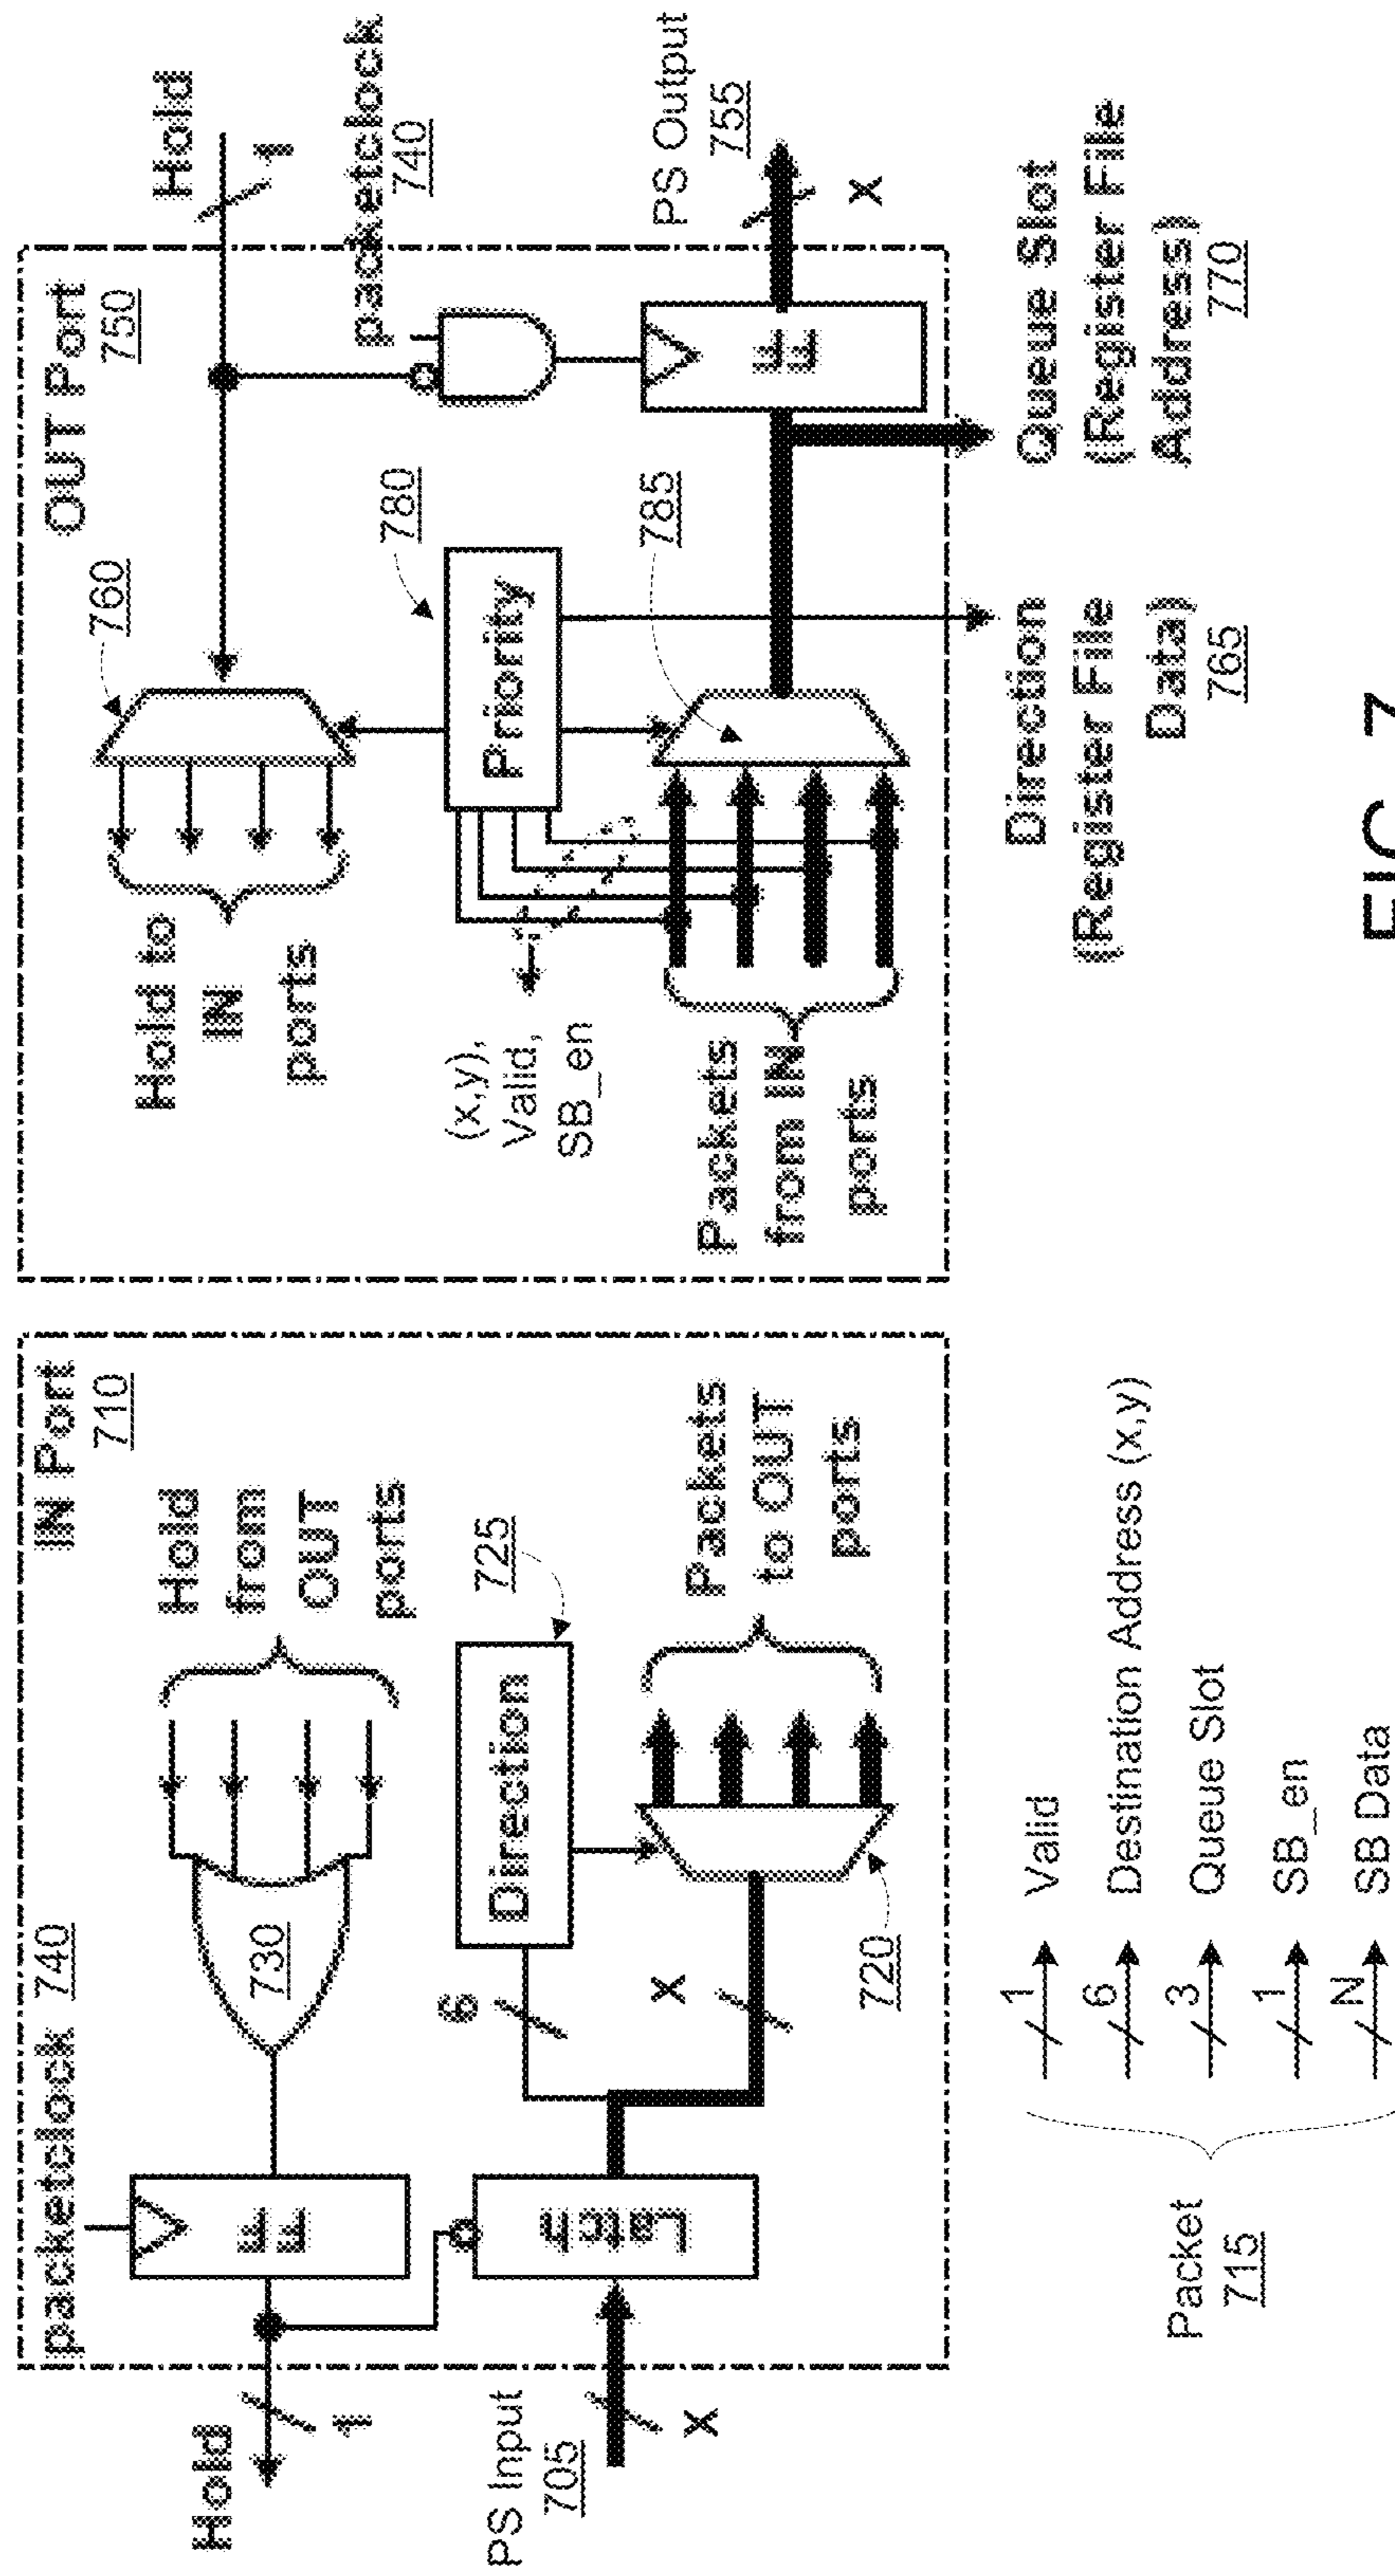 packetclock 740
IN Port
710
Hold
1
FF
730
Hold
from
OUT
ports
PS Input
705
X
Latch
6
X
Direction
725
720
Packets
to OUT
ports
OUT Port
750
Hold to
IN
ports
760
Hold
1
packetclock
740
(x,y),
Valid,
SB_en
Priority
780
785
Packets
from IN
ports
FF
PS Output
755
X
Packet
715
1
Valid
6
Destination Address (x,y)
3
Queue Slot
1
SB_en
N
SB Data
Direction
(Register File
Data)
765
Queue Slot
(Register File
Address)
770
FIG. 7